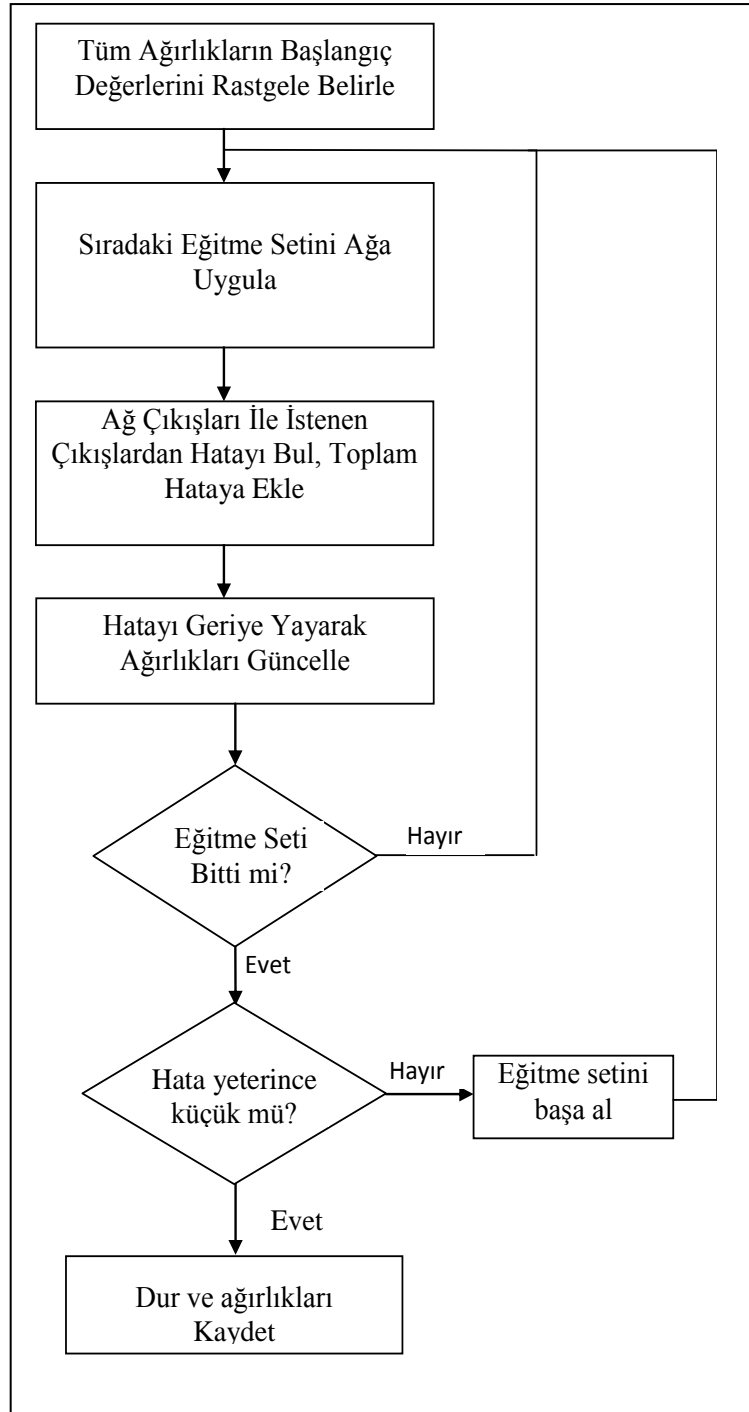 Tüm Ağırlıkların Başlangıç
Değerlerini Rastgele Belirle
Sıradaki Eğitme Setini Ağa
Uygula
Ağ Çıkışları İle İstenen
Çıkışlardan Hatayı Bul, Toplam
Hataya Ekle
Hatayı Geriye Yayarak
Ağırlıkları Güncelle
Eğitme Seti
Bitti mi?
Hayır
Evet
Hata yeterince
küçük mü?
Hayır
Eğitme setini
başa al
Evet
Dur ve ağırlıkları
Kaydet